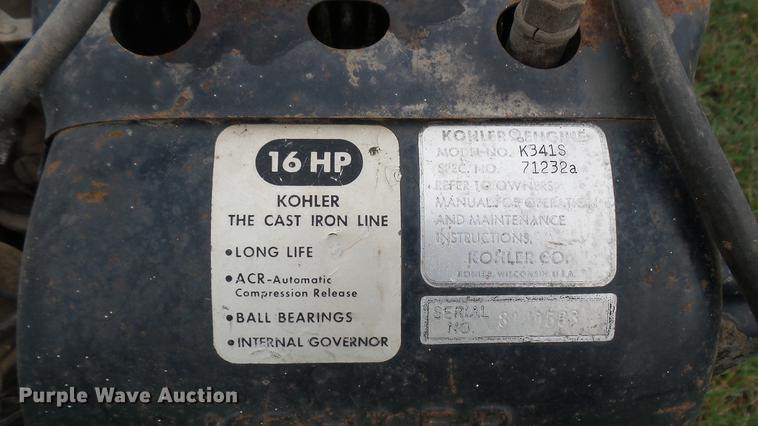 16 HP
KOHLER
THE CAST IRON LINE
•LONG LIFE
•ACR-Automatic
Compression Release
•BALL BEARINGS
•INTERNAL GOVERNOR
KOHLER ENGINE
MODEL NO. K341S
SPEC. NO. 71232a
REFER TO OWNERS
MANUAL FOR OPERATION
AND MAINTENANCE
INSTRUCTIONS.
KOHLER CO.
KOHLER, WISCONSIN U.S.A.
SERIAL
NO.
Purple Wave Auction